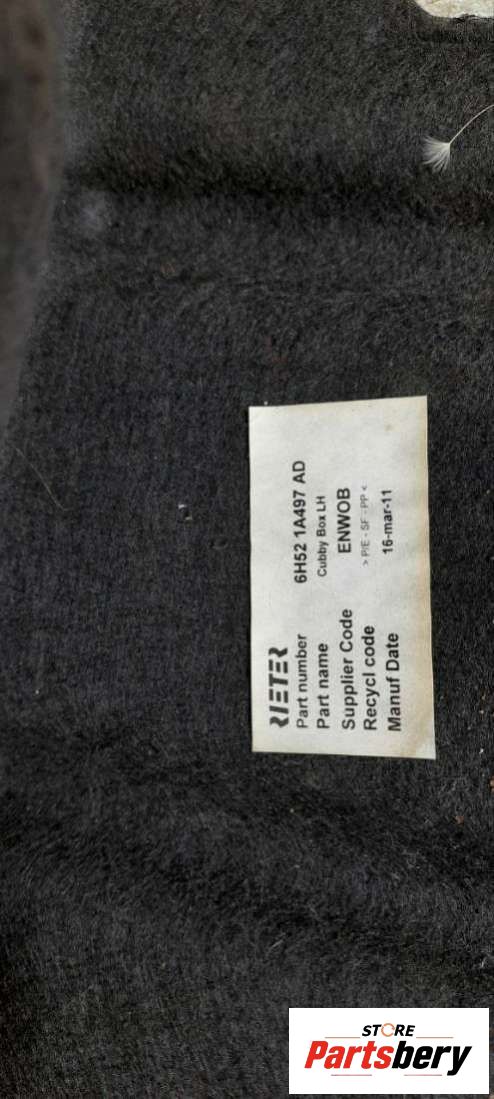 RIETER
Part number 6H52 1A497 AD
Part name Cubby Box LH
Supplier Code ENWOB
Recycl code > P/E - SF - PP <
Manuf Date 16-mar-11
STORE
Partsbery